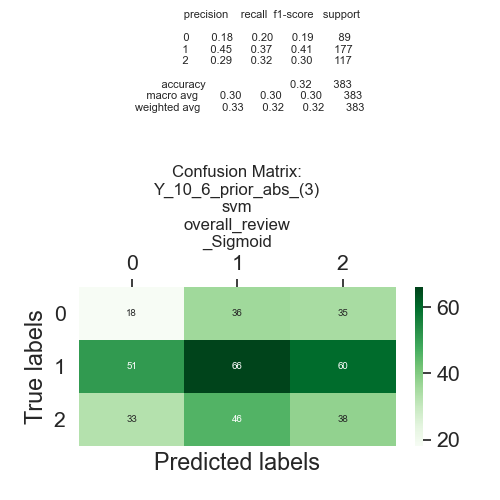 precision recall f1-score support
0 0.18 0.20 0.19 89
1 0.45 0.37 0.41 177
2 0.29 0.32 0.30 117
accuracy 0.32 383
macro avg 0.30 0.30 0.30 383
weighted avg 0.33 0.32 0.32 383
Confusion Matrix:
Y_10_6_prior_abs_(3)
svm
overall_review
_Sigmoid
0 1 2
0 18 36 35
1 51 66 60
2 33 46 38
True labels
Predicted labels
60
40
20